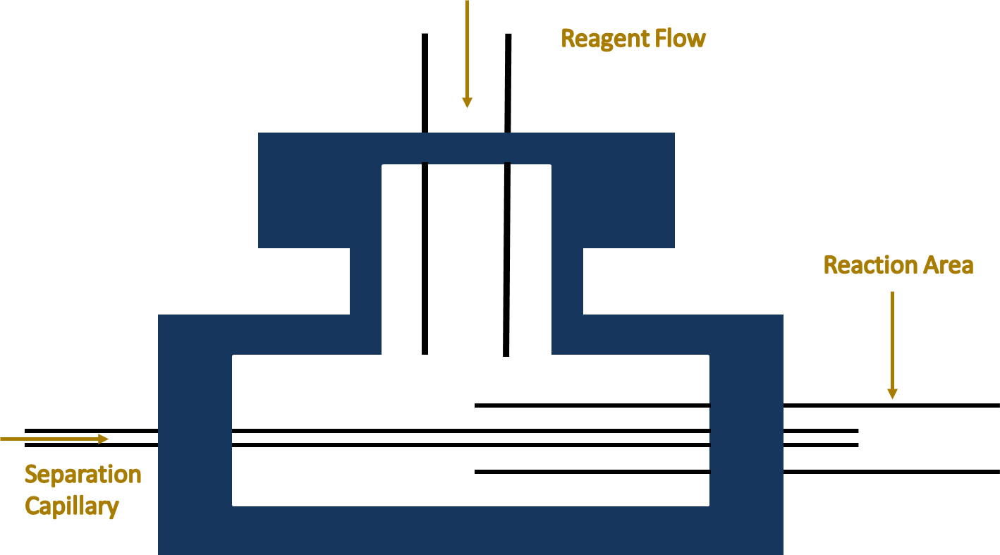 Reagent Flow
Reaction Area
Separation
Capillary